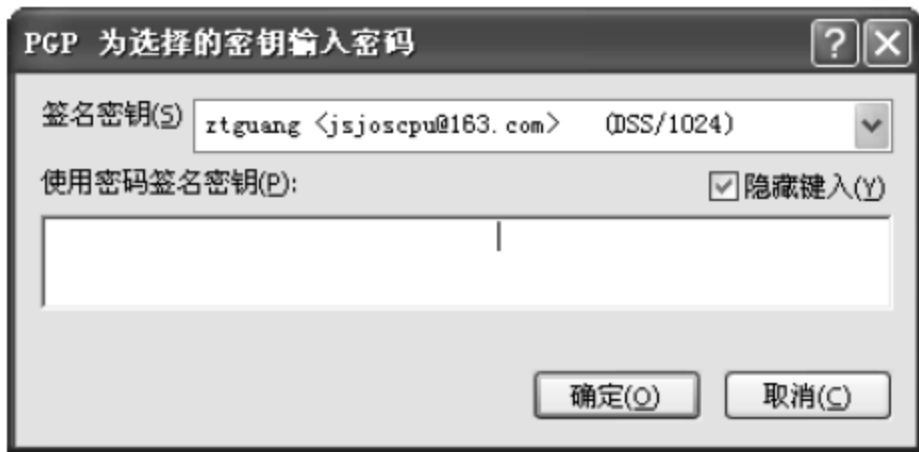 PGP 为选择的密钥输入密码
签名密钥(S) ztguang <jsjoscpu@163.com> (DSS/1024)
使用密码签名密钥(P): 隐藏键入(Y)
确定(O) 取消(C)